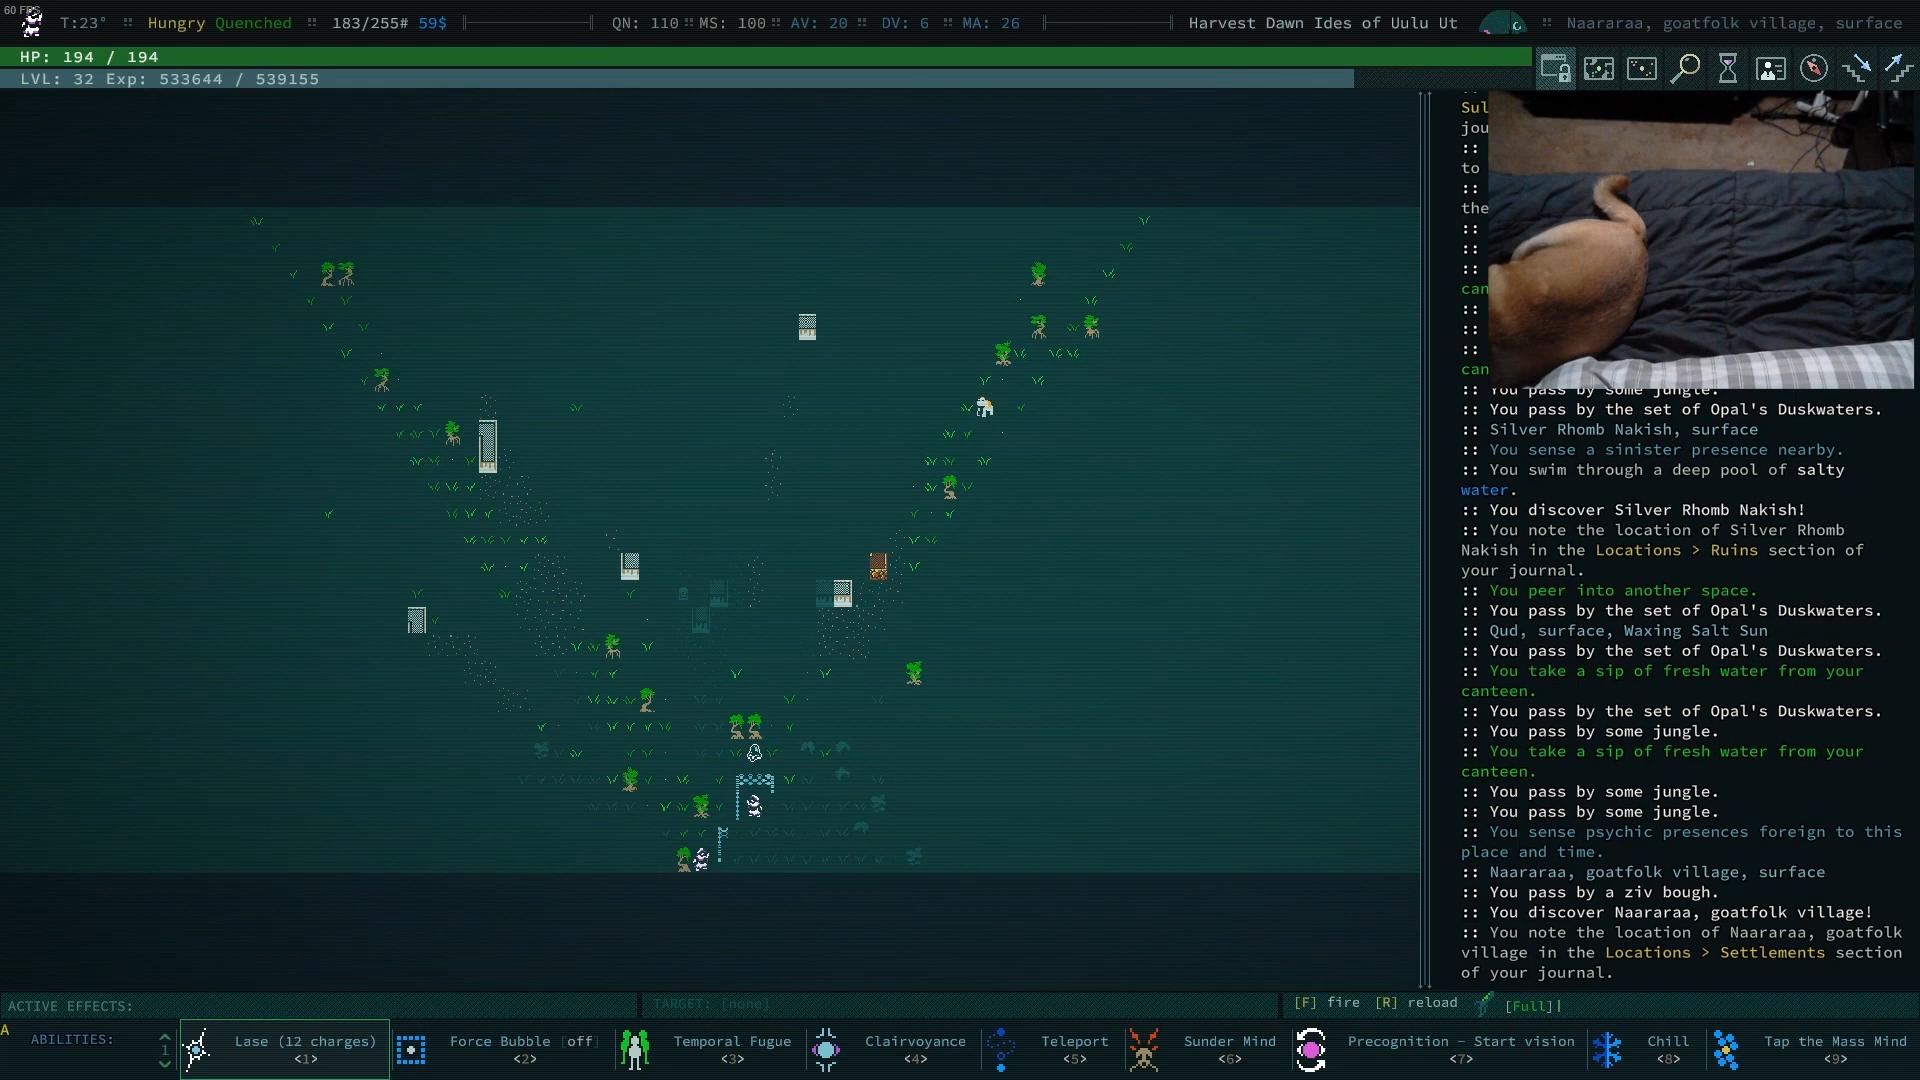 60 FPS
T:23° :: Hungry Quenched :: 183/255# 59$ QN: 110 :: MS: 100 :: AV: 20 :: DV: 6 :: MA: 26 Harvest Dawn Ides of Uulu Ut :: Naararaa, goatfolk village, surface
HP: 194 / 194
LVL: 32 Exp: 533644 / 539155
Sul
jou
::
to
::
the
::
::
::
can
::
::
::
can
:: You pass by some jungle.
:: You pass by the set of Opal's Duskwaters.
:: Silver Rhomb Nakish, surface
:: You sense a sinister presence nearby.
:: You swim through a deep pool of salty
water.
:: You discover Silver Rhomb Nakish!
:: You note the location of Silver Rhomb
Nakish in the Locations > Ruins section of
your journal.
:: You peer into another space.
:: You pass by the set of Opal's Duskwaters.
:: Qud, surface, Waxing Salt Sun
:: You pass by the set of Opal's Duskwaters.
:: You take a sip of fresh water from your
canteen.
:: You pass by the set of Opal's Duskwaters.
:: You pass by some jungle.
:: You take a sip of fresh water from your
canteen.
:: You pass by some jungle.
:: You pass by some jungle.
:: You sense psychic presences foreign to this
place and time.
:: Naararaa, goatfolk village, surface
:: You pass by a ziv bough.
:: You discover Naararaa, goatfolk village!
:: You note the location of Naararaa, goatfolk
village in the Locations > Settlements section
of your journal.
ACTIVE EFFECTS: TARGET: [none] [F] fire [R] reload [Full]
A
ABILITIES: 1 Lase (12 charges) Force Bubble [off] Temporal Fugue Clairvoyance Teleport Sunder Mind Precognition - Start vision Chill Tap the Mass Mind
<1> <2> <3> <4> <5> <6> <7> <8> <9>